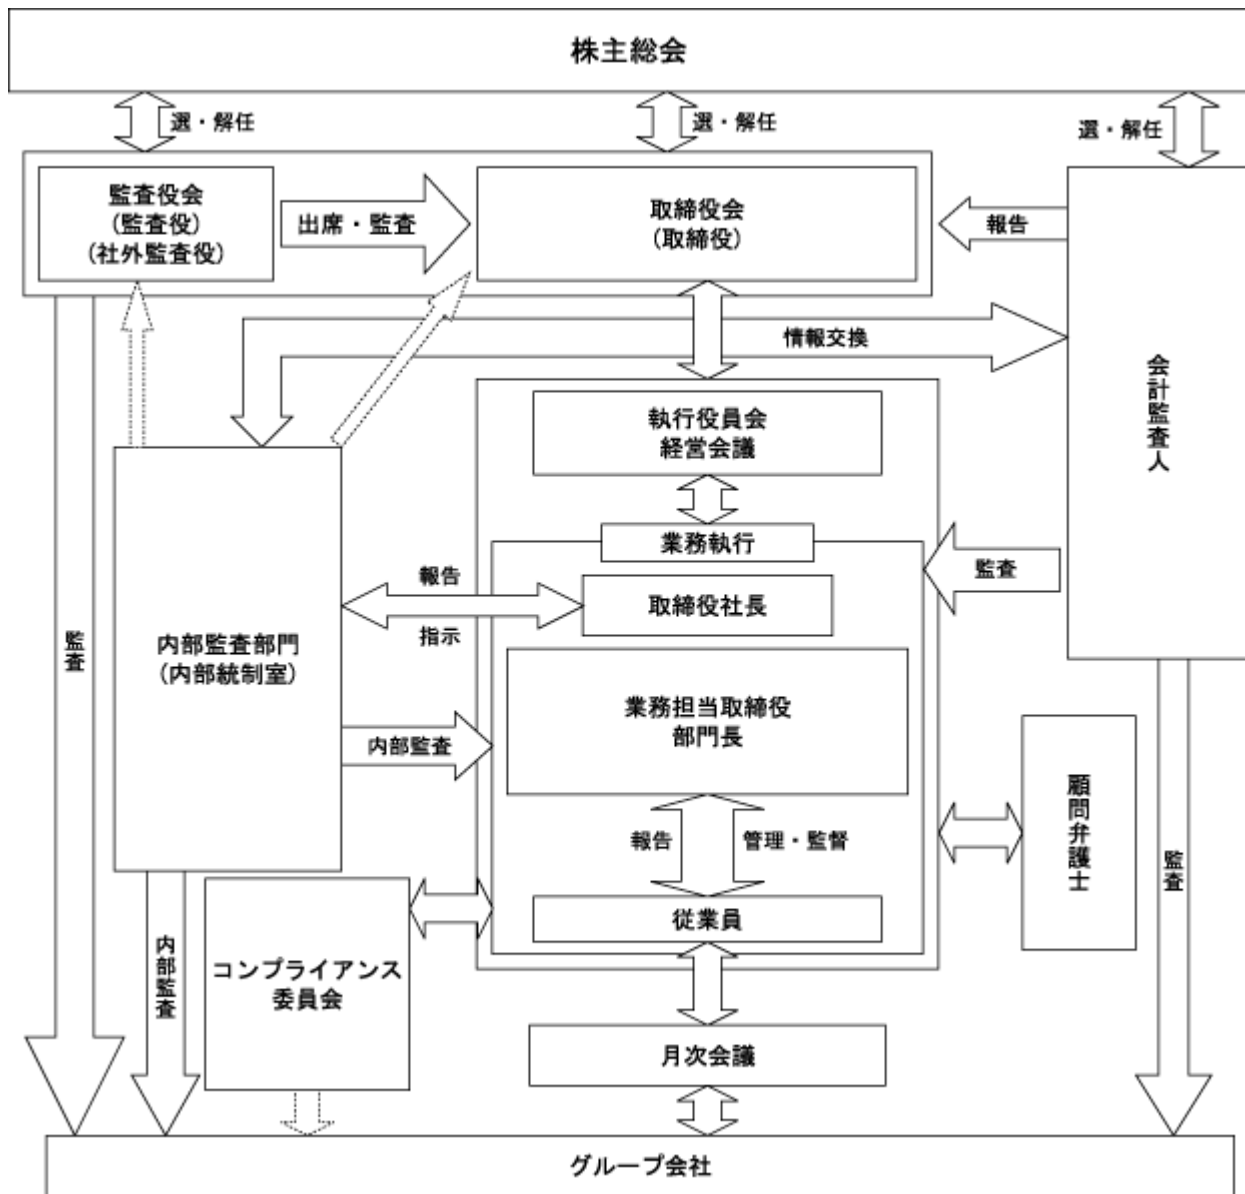 株主総会
選・解任
選・解任
選・解任
監査役会
(監査役)
(社外監査役)
出席・監査
取締役会
(取締役)
報告
情報交換
会計監査人
執行役員会
経営会議
業務執行
監査
報告
取締役社長
指示
監査
内部監査部門
(内部統制室)
業務担当取締役
部門長
内部監査
顧問弁護士
報告
管理・監督
監査
従業員
内部監査
コンプライアンス
委員会
月次会議
グループ会社